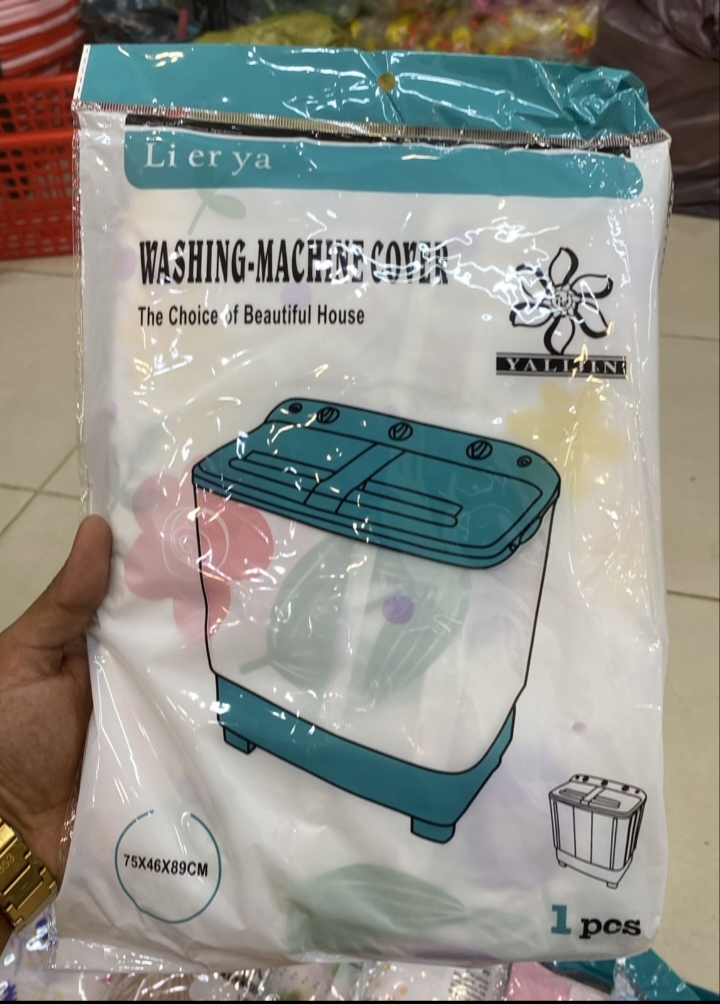 Li er ya
WASHING-MACHINE COVER
The Choice of Beautiful House
75X46X89CM
1 pcs